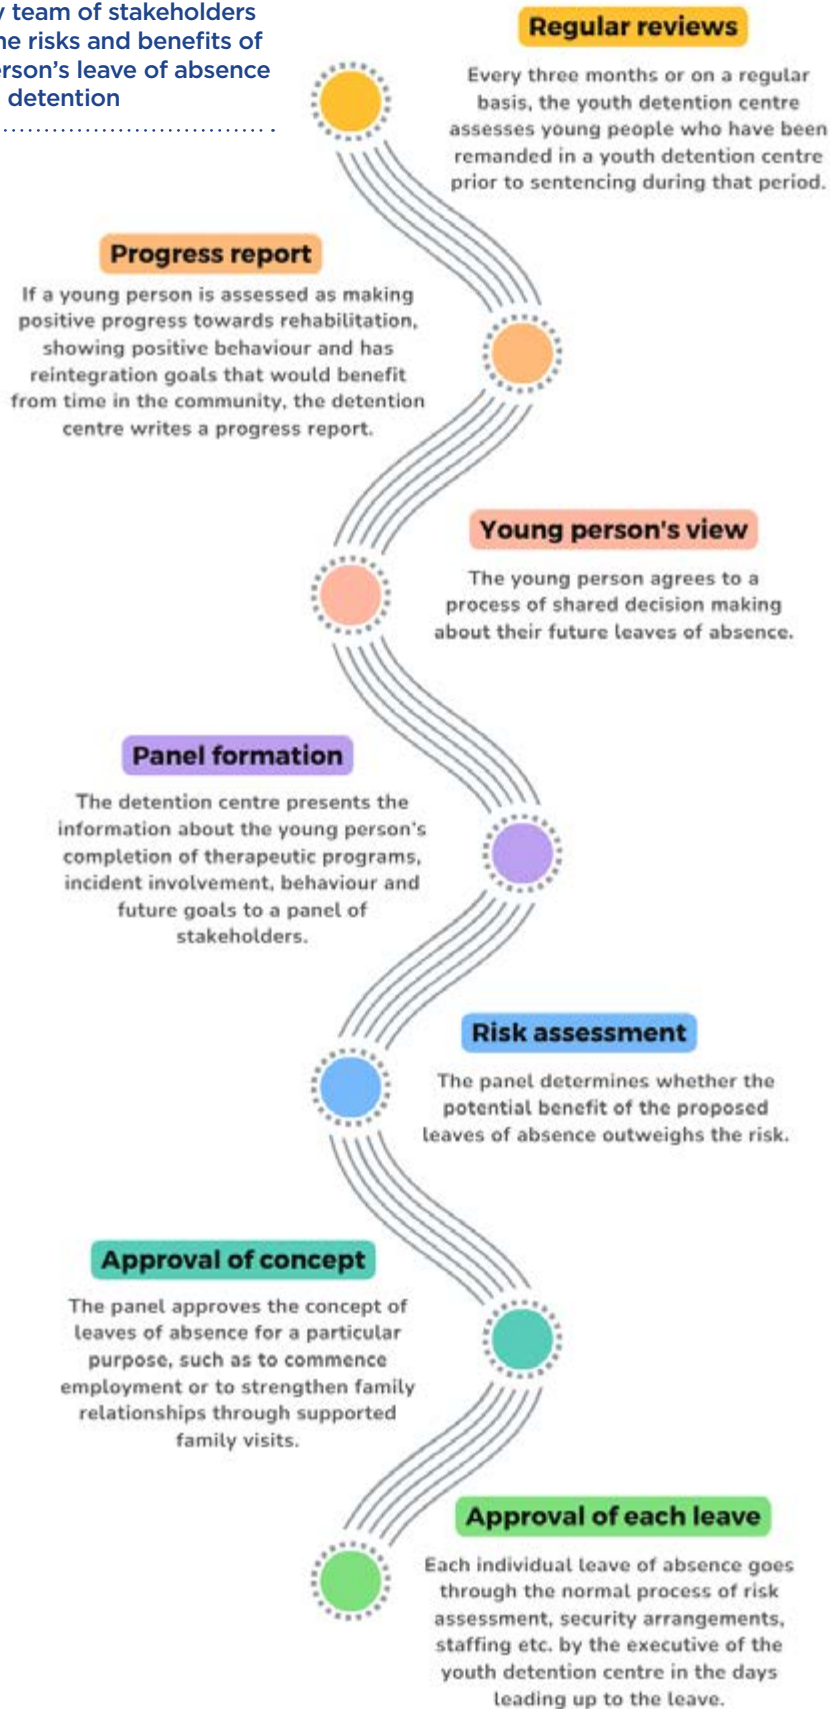 team of stakeholders
risks and benefits of
leave of absence
detention
Regular reviews
Every three months or on a regular
basis, the youth detention centre
assesses young people who have been
remanded in a youth detention centre
prior to sentencing during that period.
Progress report
If a young person is assessed as making
positive progress towards rehabilitation,
showing positive behaviour and has
reintegration goals that would benefit
from time in the community, the detention
centre writes a progress report.
Young person's view
The young person agrees to a
process of shared decision making
about their future leaves of absence.
Panel formation
The detention centre presents the
information about the young person's
completion of therapeutic programs,
incident involvement, behaviour and
future goals to a panel of
stakeholders.
Risk assessment
The panel determines whether the
potential benefit of the proposed
leaves of absence outweighs the risk.
Approval of concept
The panel approves the concept of
leaves of absence for a particular
purpose, such as to commence
employment or to strengthen family
relationships through supported
family visits.
Approval of each leave
Each individual leave of absence goes
through the normal process of risk
assessment, security arrangements,
staffing etc. by the executive of the
youth detention centre in the days
leading up to the leave.